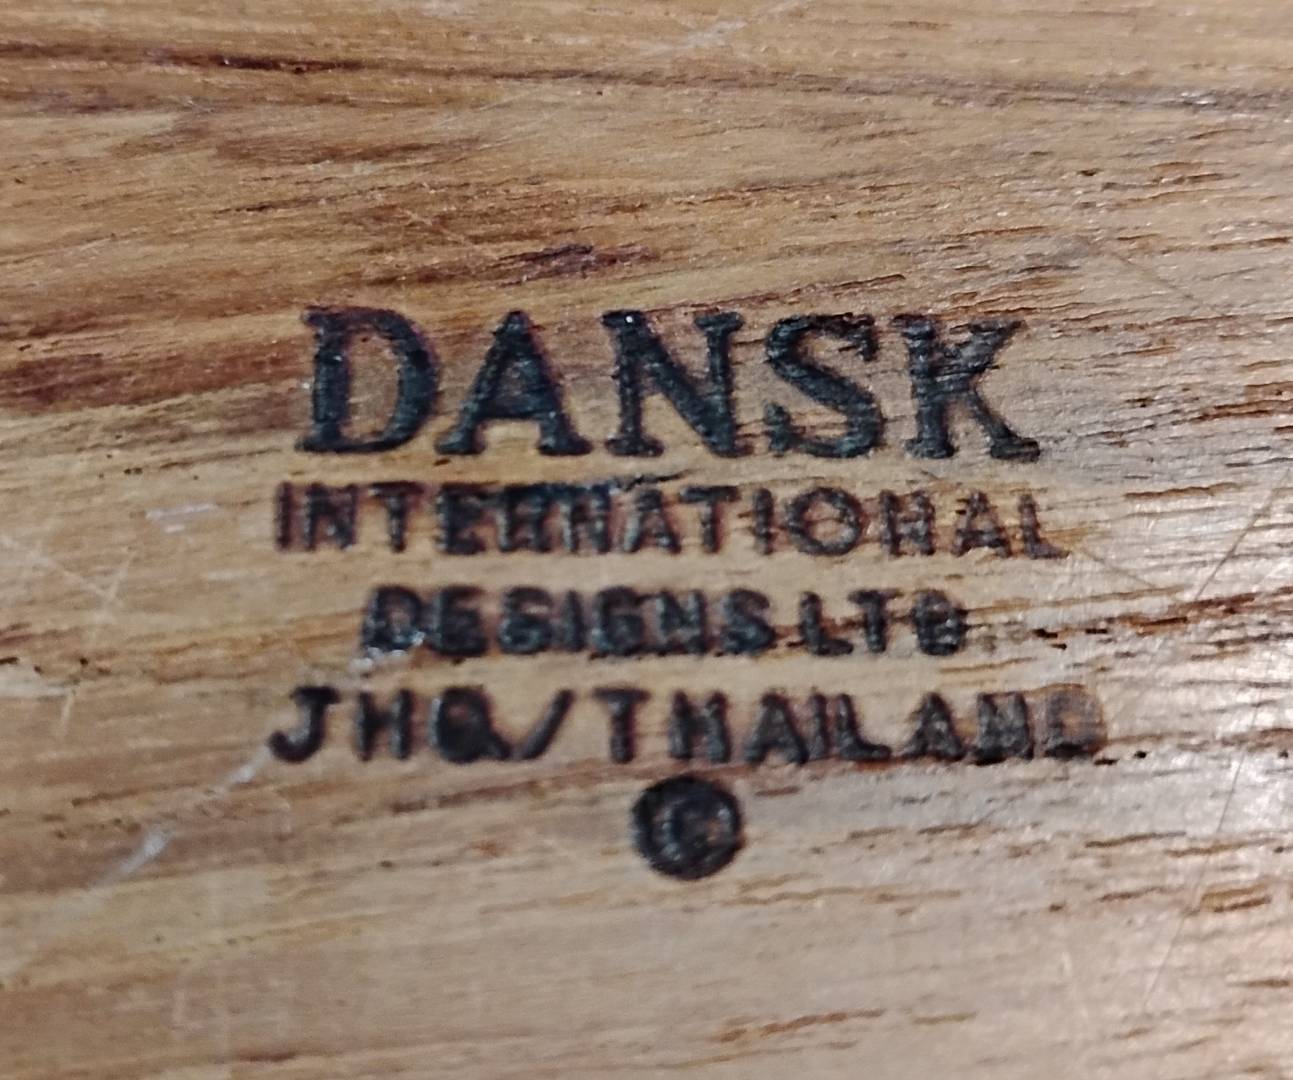 DANSK
INTERNATIONAL
DESIGNS LTD
JHQ/THAILAND
©